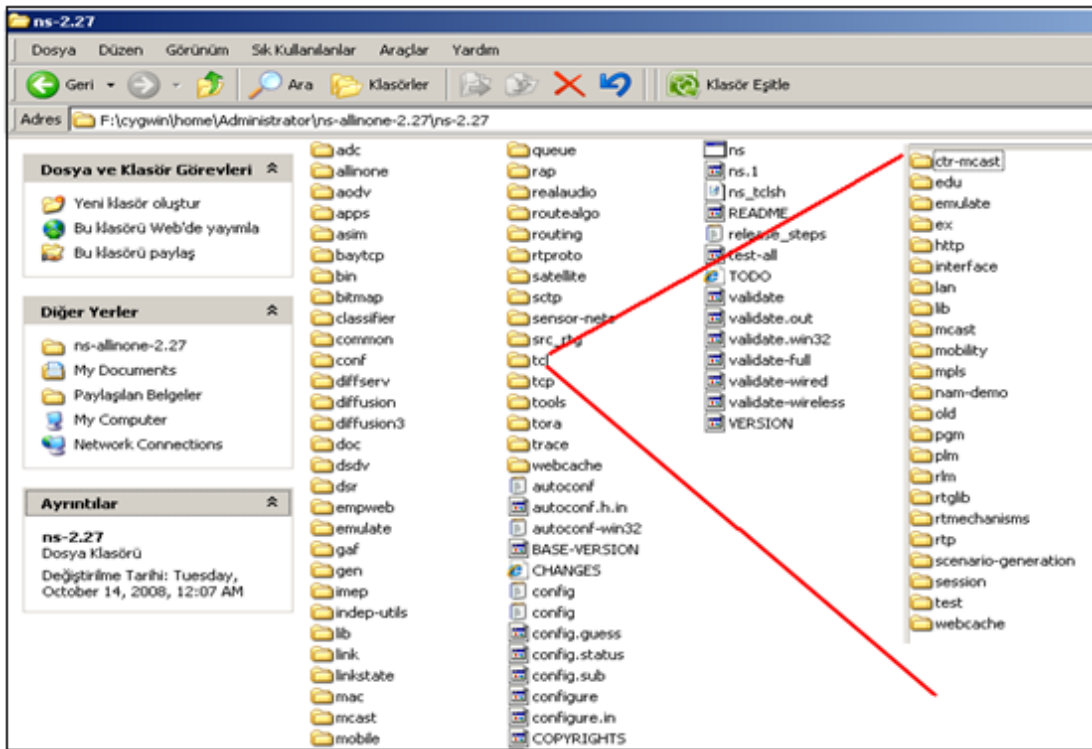 ns-2.27
Dosya Düzen Görünüm Sık Kullanılanlar Araçlar Yardım
Geri Ara Klasörler Klasör Eşitle
Adres F:\cygwin\home\Administrator\ns-allinone-2.27\ns-2.27
Dosya ve Klasör Görevleri
Yeni klasör oluştur
Bu klasörü Web'de yayımla
Bu klasörü paylaş
Diğer Yerler
ns-allinone-2.27
My Documents
Paylaşılan Belgeler
My Computer
Network Connections
Ayrıntılar
ns-2.27
Dosya Klasörü
Değiştirilme Tarihi: Tuesday,
October 14, 2008, 12:07 AM
adc
allinone
aodv
apps
asim
baytcp
bin
bitmap
classifier
common
conf
diffserv
diffusion
diffusion3
doc
dsdv
dsr
empweb
emulate
gaf
gen
imep
indep-utils
lib
link
linkstate
mac
mcast
mobile
queue
rap
realaudio
routealgo
routing
rtproto
satellite
sctp
sensor-nets
src_rtg
tcl
tcp
tools
tora
trace
webcache
autoconf
autoconf.h.in
autoconf-win32
BASE-VERSION
CHANGES
config
config
config.guess
config.status
config.sub
configure
configure.in
COPYRIGHTS
ns
ns.1
ns_tclsh
README
release_steps
test-all
TODO
validate
validate.out
validate.win32
validate-full
validate-wired
validate-wireless
VERSION
ctr-mcast
edu
emulate
ex
http
interface
lan
lib
mcast
mobility
mpls
nam-demo
old
pgm
plm
rlm
rtglib
rtmechanisms
rtp
scenario-generation
session
test
webcache